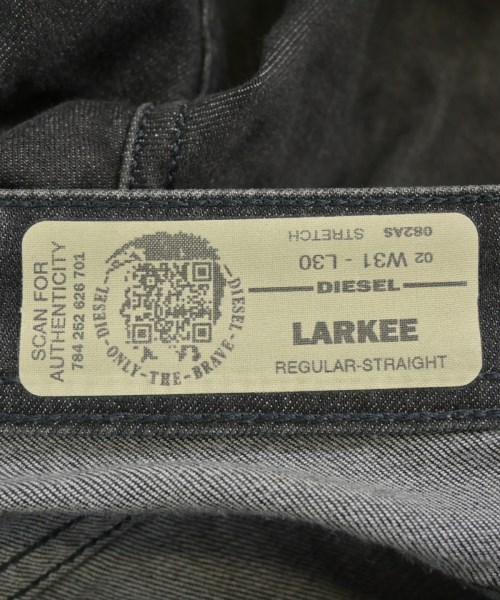 SCAN FOR
AUTHENTICITY
784 252 626 701
DIESEL
ONLY-THE-BRAVE
02 W31 - L30
082AS STRETCH
DIESEL
LARKEE
REGULAR-STRAIGHT